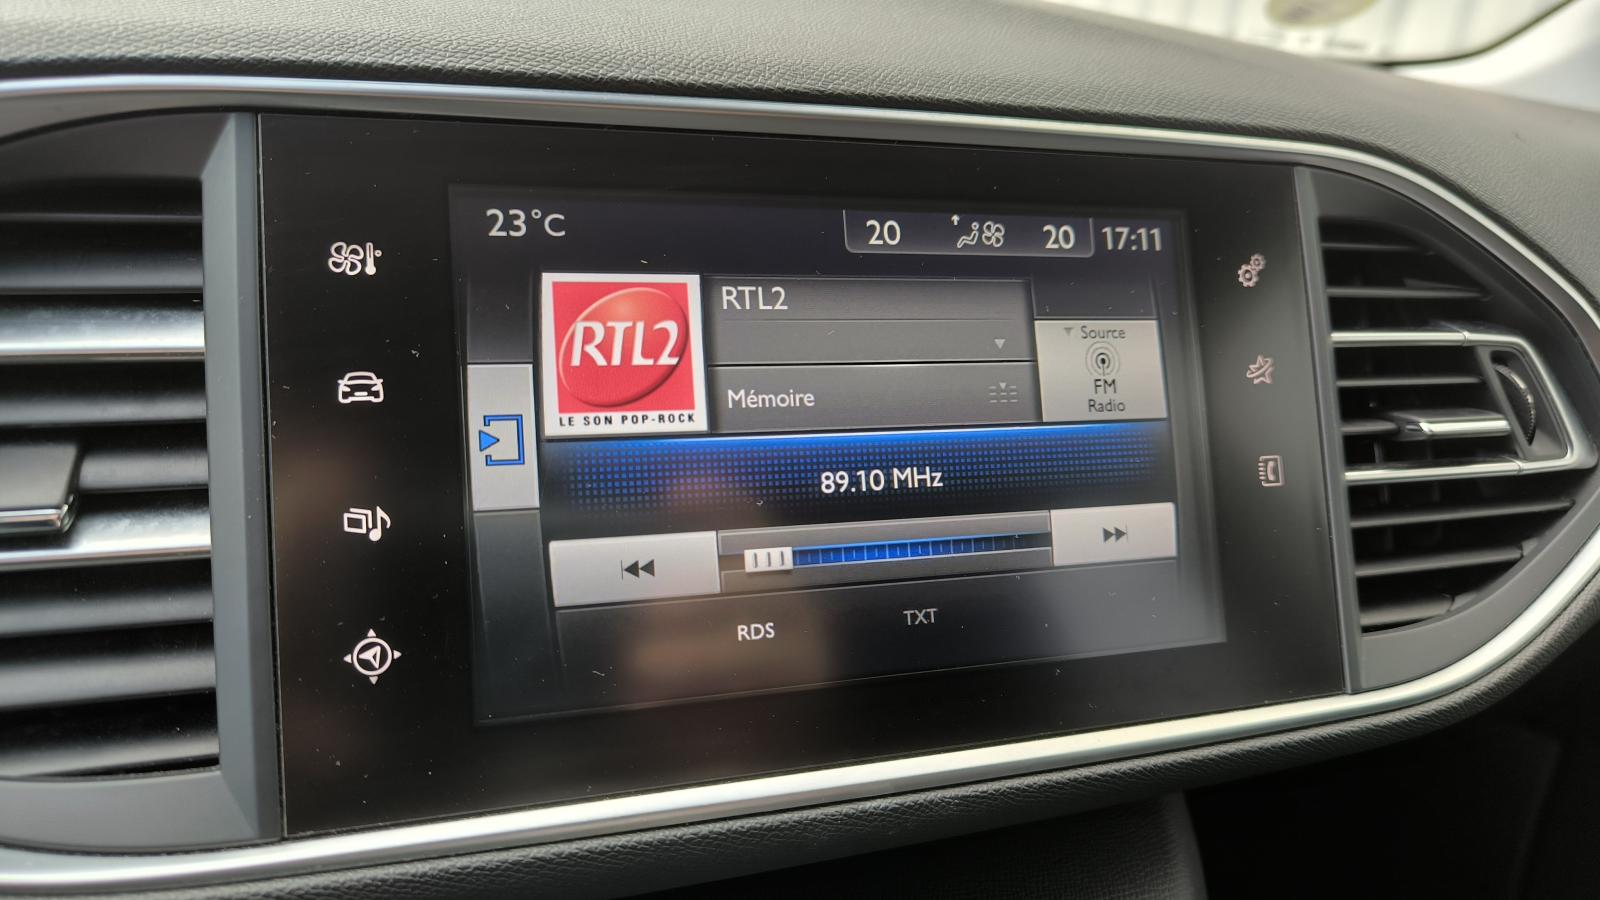 23°C
20 20 17:11
RTL2
RTL2
LE SON POP-ROCK
Mémoire
Source
FM
Radio
89.10 MHz
RDS TXT